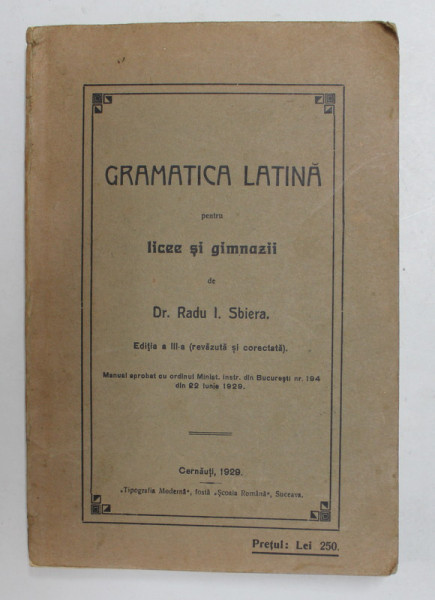 GRAMATICA LATINĂ
pentru
licee și gimnazii
de
Dr. Radu I. Sbiera.
Ediția a III-a (revăzută și corectată).
Manual aprobat cu ordinul Minist. instr. din București nr. 194
din 22 Iunie 1929.
Cernăuți, 1929.
„Tipografia Modernă“, fostă „Școala Română“, Suceava.
Prețul: Lei 250.